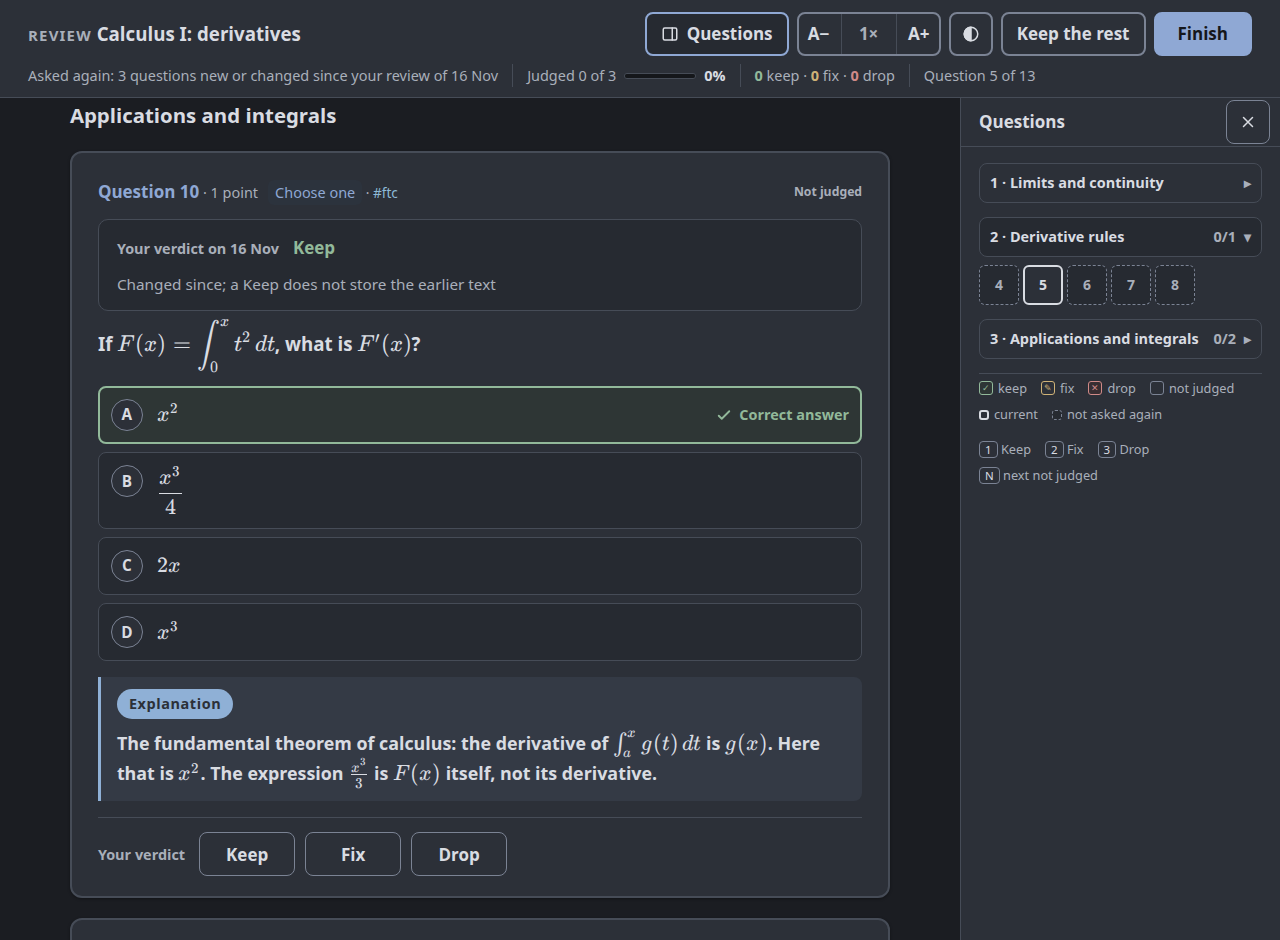 REVIEW Calculus I: derivatives
Questions A− 1× A+ Keep the rest Finish
Asked again: 3 questions new or changed since your review of 16 Nov Judged 0 of 3 0% 0 keep · 0 fix · 0 drop Question 5 of 13
Applications and integrals
Question 10 · 1 point Choose one · #ftc Not judged
Your verdict on 16 Nov Keep
Changed since; a Keep does not store the earlier text
If F(x) = ∫₀ˣ t² dt, what is F′(x)?
A x² ✓ Correct answer
B x³/4
C 2x
D x³
Explanation
The fundamental theorem of calculus: the derivative of ∫ₐˣ g(t) dt is g(x). Here
that is x². The expression x³/3 is F(x) itself, not its derivative.
Your verdict Keep Fix Drop
Questions ×
1 · Limits and continuity ▸
2 · Derivative rules 0/1 ▾
4 5 6 7 8
3 · Applications and integrals 0/2 ▸
✓ keep ✎ fix × drop not judged
current not asked again
1 Keep 2 Fix 3 Drop
N next not judged